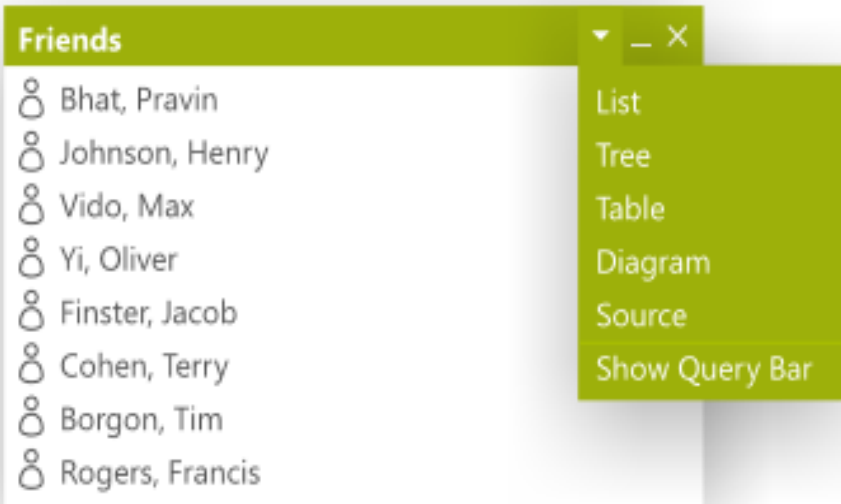 Friends
Bhat, Pravin
Johnson, Henry
Vido, Max
Yi, Oliver
Finster, Jacob
Cohen, Terry
Borgon, Tim
Rogers, Francis
List
Tree
Table
Diagram
Source
Show Query Bar